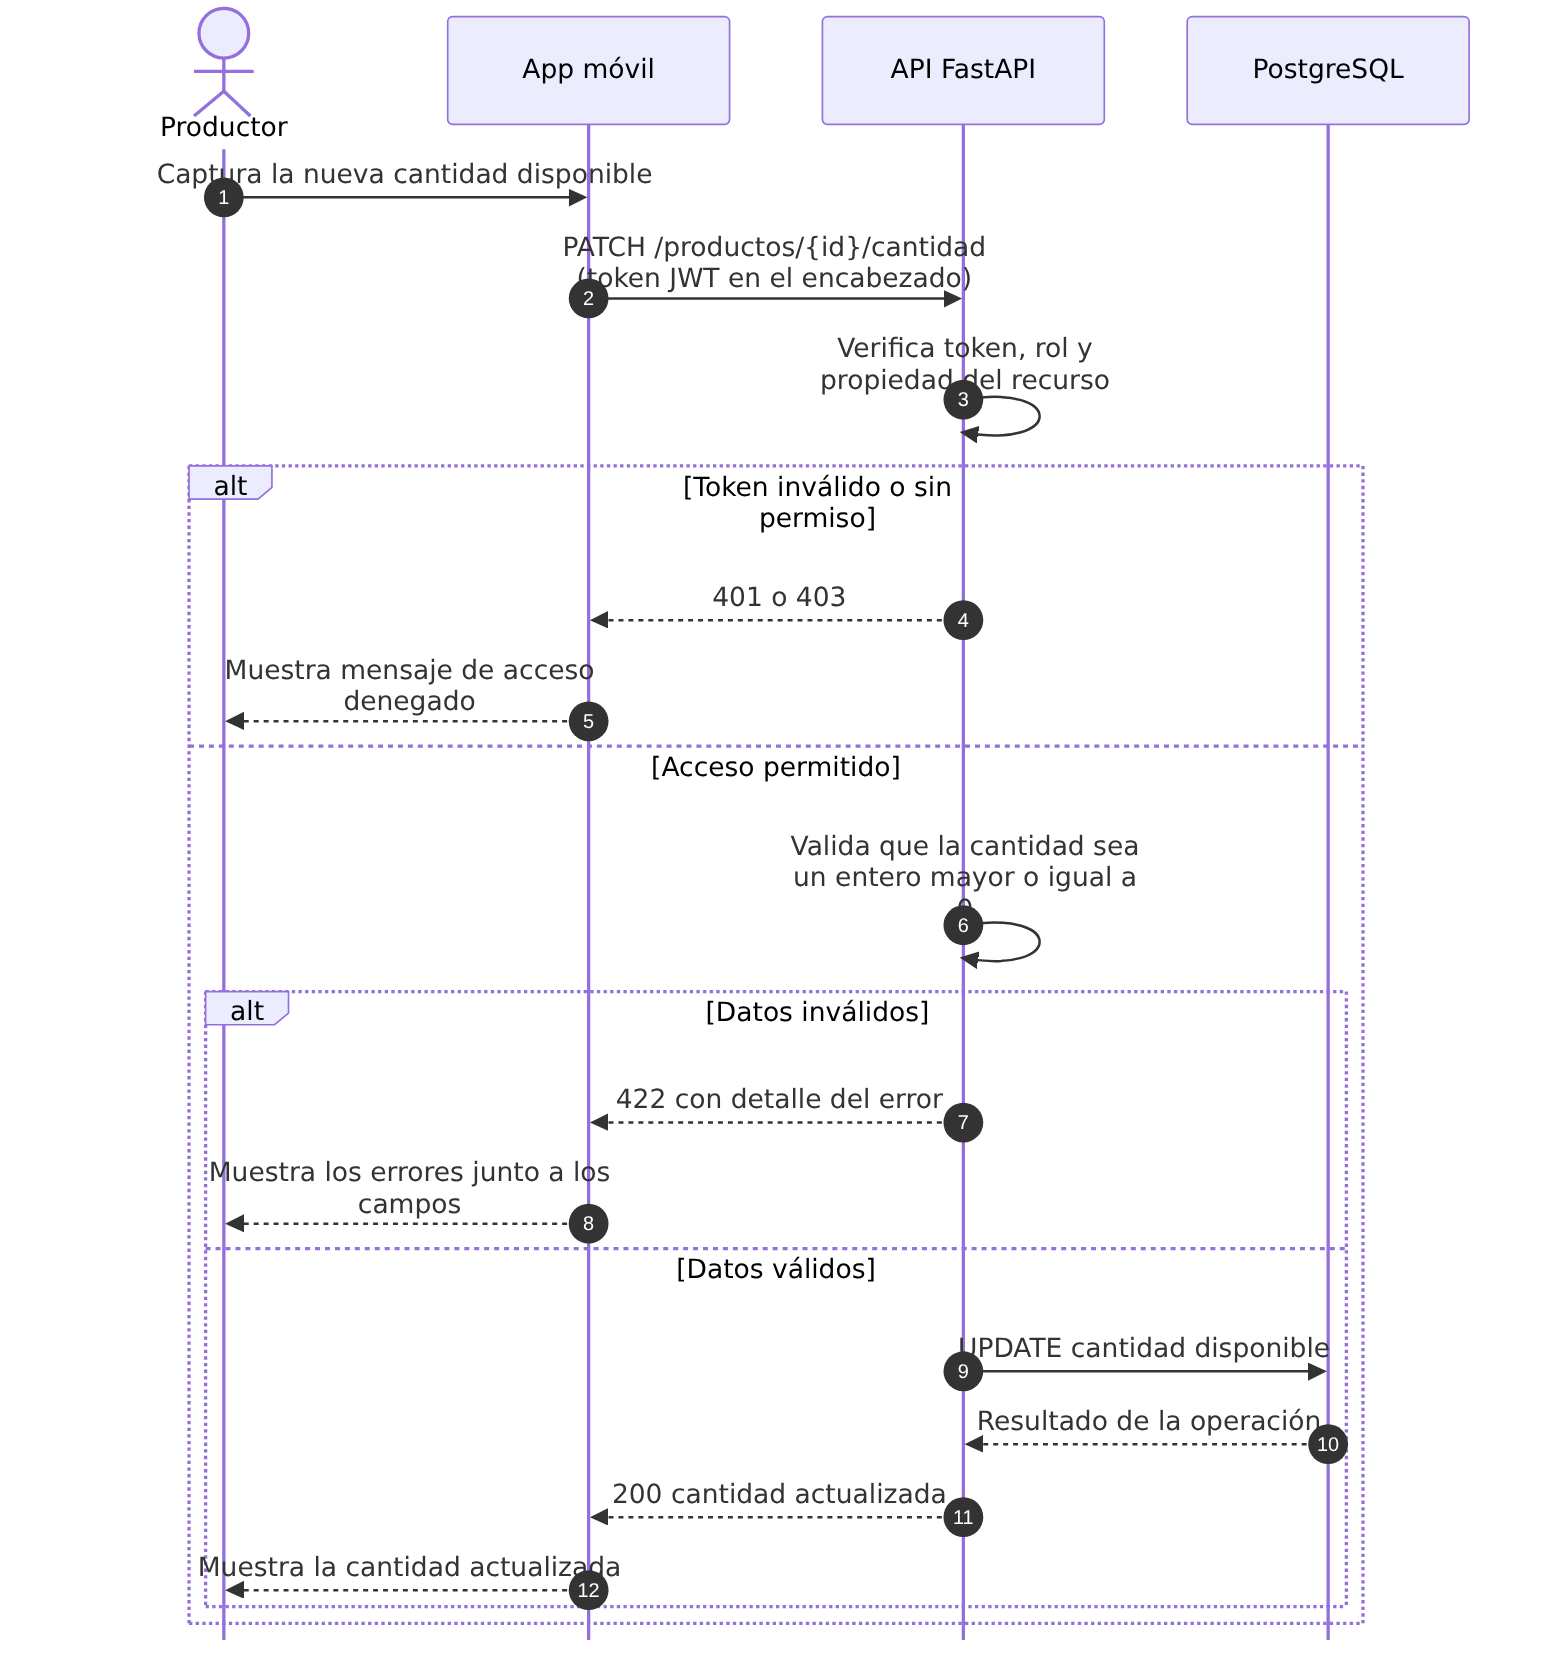 Productor
App móvil
API FastAPI
PostgreSQL
Captura la nueva cantidad disponible
1
PATCH /productos/{id}/cantidad
(token JWT en el encabezado)
2
Verifica token, rol y
propiedad del recurso
3
alt
[Token inválido o sin
permiso]
401 o 403
4
Muestra mensaje de acceso
denegado
5
[Acceso permitido]
Valida que la cantidad sea
un entero mayor o igual a
0
6
alt
[Datos inválidos]
422 con detalle del error
7
Muestra los errores junto a los
campos
8
[Datos válidos]
UPDATE cantidad disponible
9
Resultado de la operación
10
200 cantidad actualizada
11
Muestra la cantidad actualizada
12